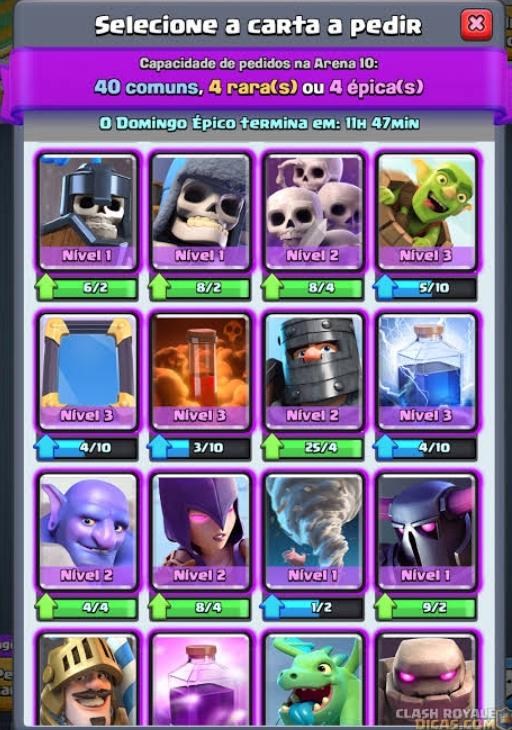 Selecione a carta a pedir
Capacidade de pedidos na Arena 10:
40 comuns, 4 rara(s) ou 4 épica(s)
O Domingo Épico termina em: 11h 47min
Nível 1 Nível 1 Nível 2 Nível 3
6/2 8/2 8/4 5/10
Nível 3 Nível 3 Nível 2 Nível 3
4/10 3/10 25/4 4/10
Nível 2 Nível 2 Nível 1 Nível 1
4/4 8/4 1/2 9/2
CLASH ROYALE
DICAS.COM